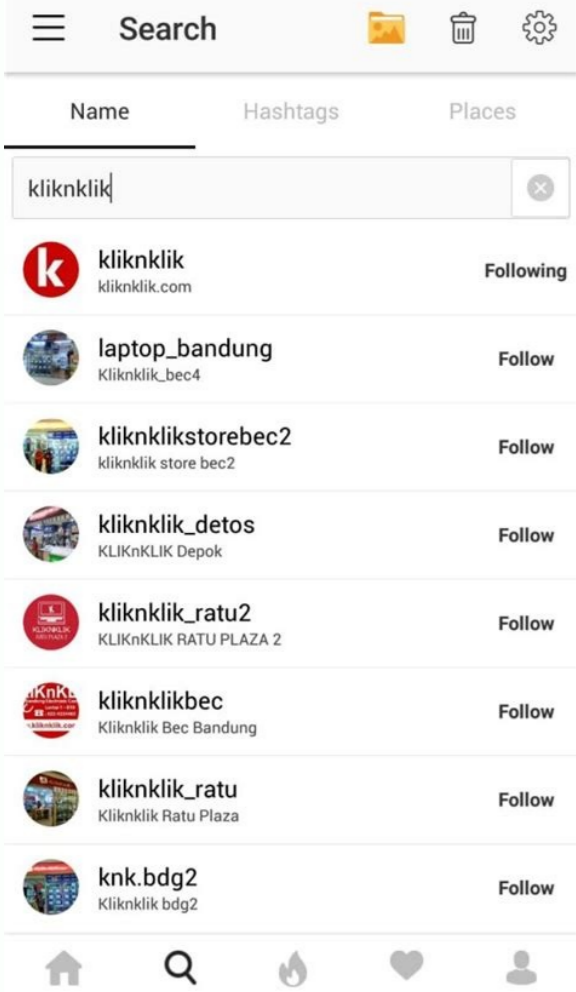 Search
Name Hashtags Places
kliknklik
kliknklik
kliknklik.com
Following
laptop_bandung
Kliknklik_bec4
Follow
kliknklikstorebec2
kliknklik store bec2
Follow
kliknklik_detos
KLIKnKLIK Depok
Follow
kliknklik_ratu2
KLIKnKLIK RATU PLAZA 2
Follow
kliknklikbec
Kliknklik Bec Bandung
Follow
kliknklik_ratu
Kliknklik Ratu Plaza
Follow
knk.bdg2
Kliknklik bdg2
Follow